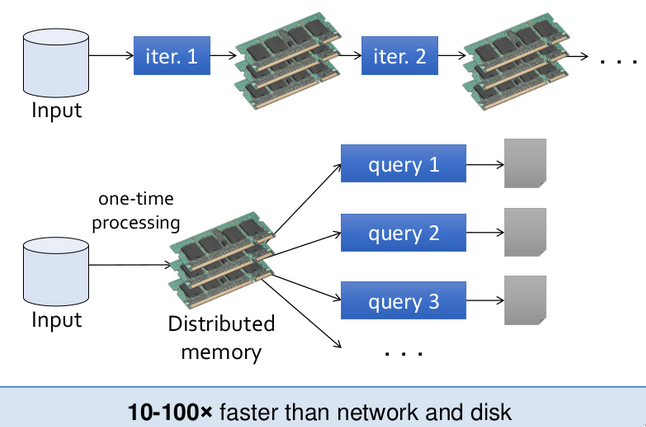 iter. 1
iter. 2
. . .
Input
one-time
processing
query 1
query 2
query 3
Input
Distributed
memory
. . .
10-100× faster than network and disk